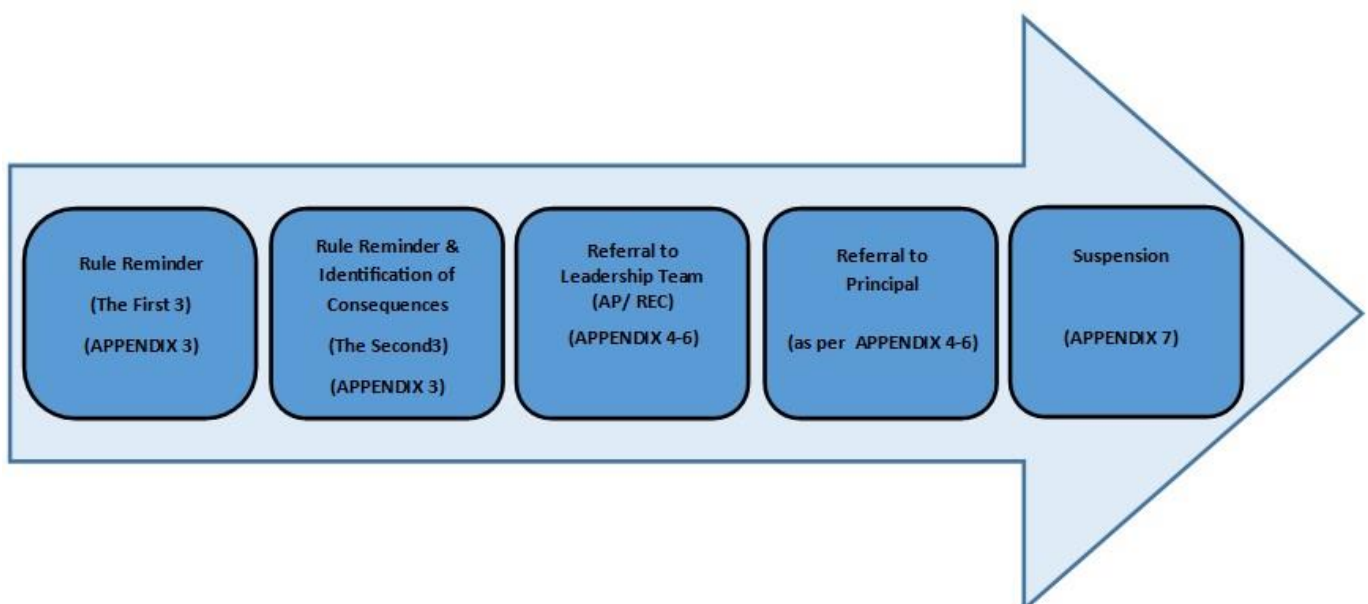 Rule Reminder
(The First 3)
(APPENDIX 3)
Rule Reminder &
Identification of
Consequences
(The Second3)
(APPENDIX 3)
Referral to
Leadership Team
(AP/ REC)
(APPENDIX 4-6)
Referral to
Principal
(as per APPENDIX 4-6)
Suspension
(APPENDIX 7)